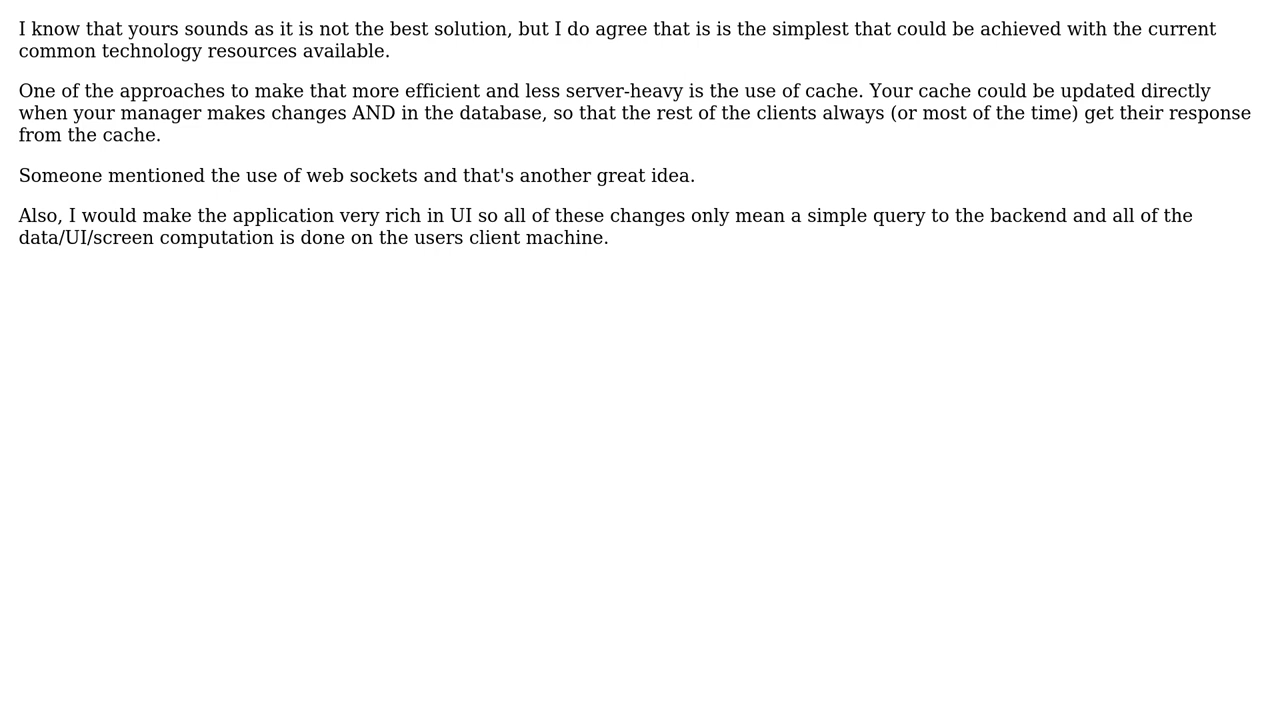 I know that yours sounds as it is not the best solution, but I do agree that is is the simplest that could be achieved with the current
common technology resources available.
One of the approaches to make that more efficient and less server-heavy is the use of cache. Your cache could be updated directly
when your manager makes changes AND in the database, so that the rest of the clients always (or most of the time) get their response
from the cache.
Someone mentioned the use of web sockets and that's another great idea.
Also, I would make the application very rich in UI so all of these changes only mean a simple query to the backend and all of the
data/UI/screen computation is done on the users client machine.